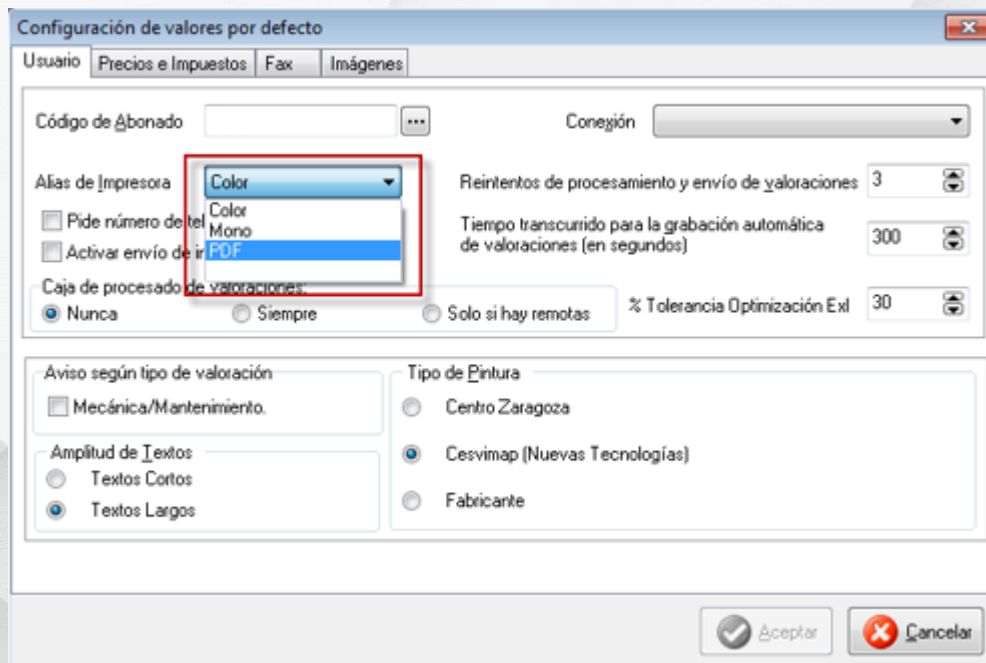 Configuración de valores por defecto
Usuario Precios e Impuestos Fax Imágenes
Código de Abonado ... Conexión
Alias de Impresora Color Reintentos de procesamiento y envío de valoraciones 3
Color
Pide número de tel Mono Tiempo transcurrido para la grabación automática de valoraciones (en segundos) 300
Activar envío de in PDF
Caja de procesado de valoraciones:
Nunca Siempre Solo si hay remotas % Tolerancia Optimización Exl 30
Aviso según tipo de valoración Tipo de Pintura
Mecánica/Mantenimiento. Centro Zaragoza
Amplitud de Textos Cesvimap (Nuevas Tecnologías)
Textos Cortos
Textos Largos Fabricante
Aceptar Cancelar